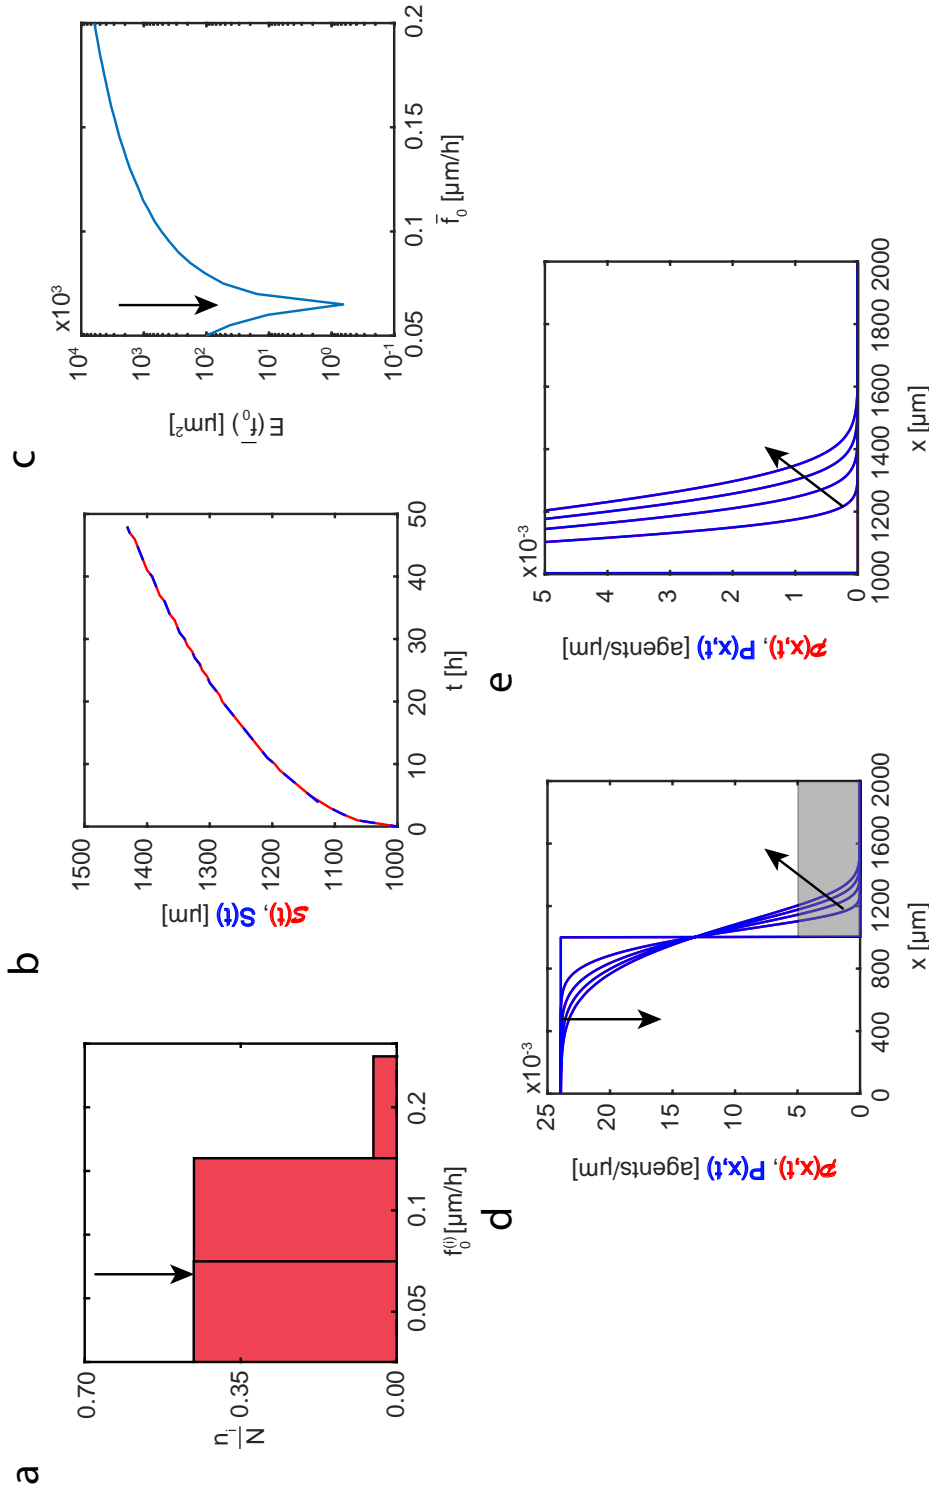 a
0.70
0.35
0.00
n_i
N
0.05
0.1
0.2
f_0^(i) [µm/h]
b
1500
1400
1300
1200
1100
1000
𝓢(t), S(t) [µm]
0
10
20
30
40
50
t [h]
c
x10^3
10^4
10^3
10^2
10^1
10^0
10^-1
E(f̄_0) [µm^2]
0.05
0.1
0.15
0.2
f̄_0 [µm/h]
d
x10^-3
25
20
15
10
5
0
𝓟(x,t), P(x,t) [agents/µm]
0
400
800
1200
1600
2000
x [µm]
e
x10^-3
5
4
3
2
1
0
𝓟(x,t), P(x,t) [agents/µm]
1000
1200
1400
1600
1800
2000
x [µm]